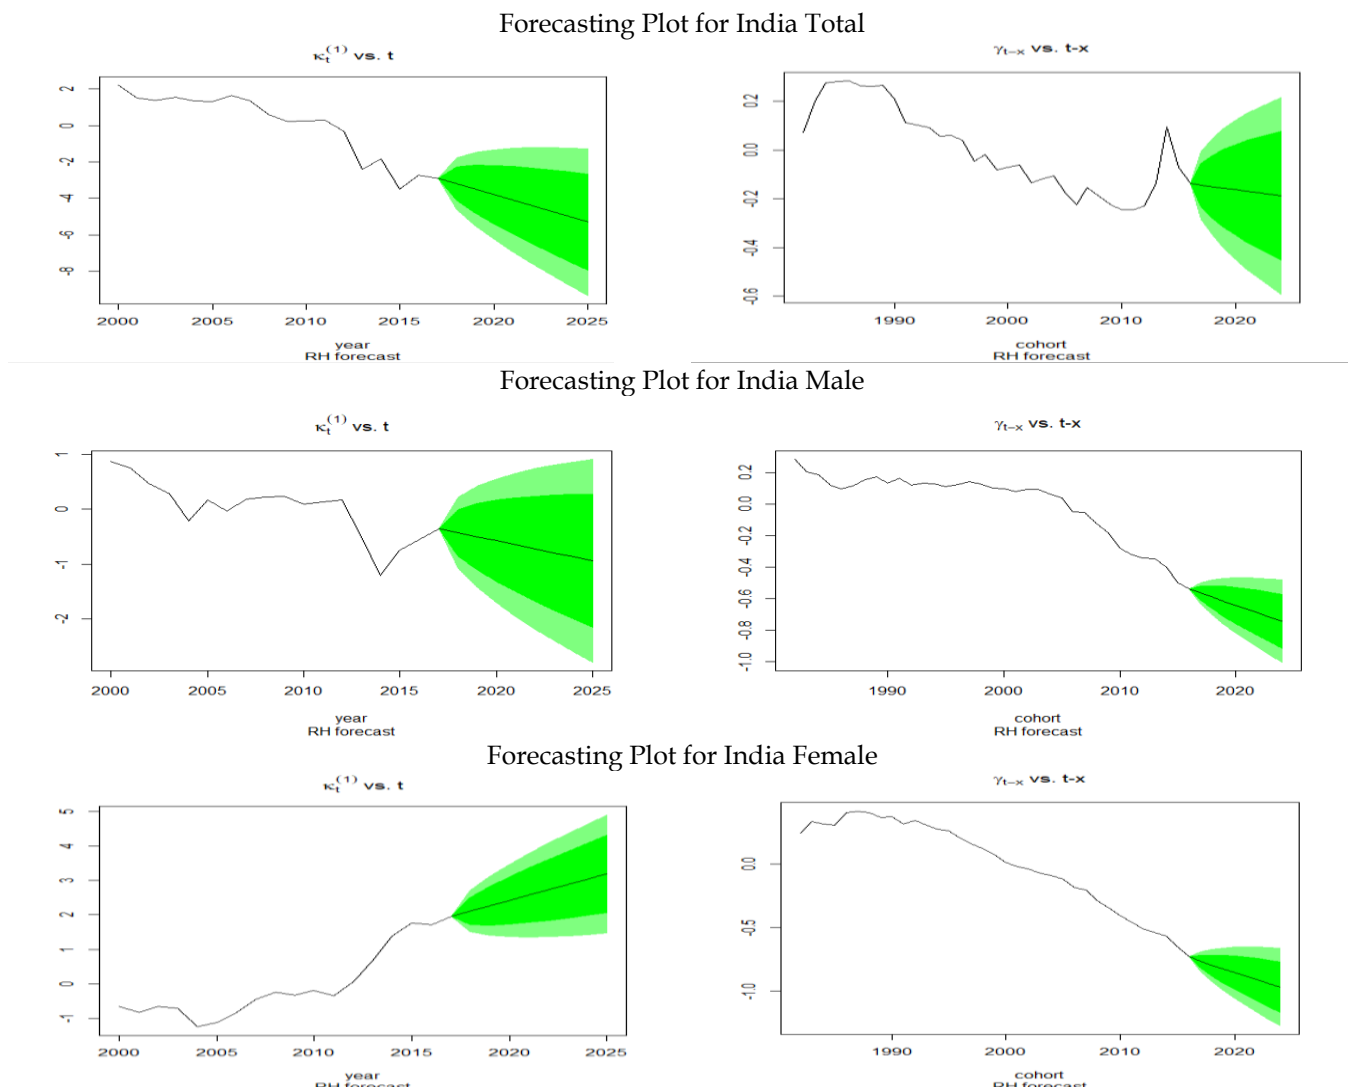 Forecasting Plot for India Total
κt(1) vs. t
γt−x vs. t-x
2
0
-2
4
-6
-8
2000 2005 2010 2015 2020 2025
year
RH forecast
0.2
0.0
-0.2
-0.4
-0.6
1990 2000 2010 2020
cohort
RH forecast
Forecasting Plot for India Male
κt(1) vs. t
γt−x vs. t-x
1
0
-1
-2
2000 2005 2010 2015 2020 2025
year
RH forecast
0.2
0.0
-0.2
-0.4
-0.6
-0.8
-1.0
1990 2000 2010 2020
cohort
RH forecast
Forecasting Plot for India Female
κt(1) vs. t
γt−x vs. t-x
5
4
3
2
1
0
-1
2000 2005 2010 2015 2020 2025
year
RH forecast
0.0
-0.5
-1.0
1990 2000 2010 2020
cohort
RH forecast